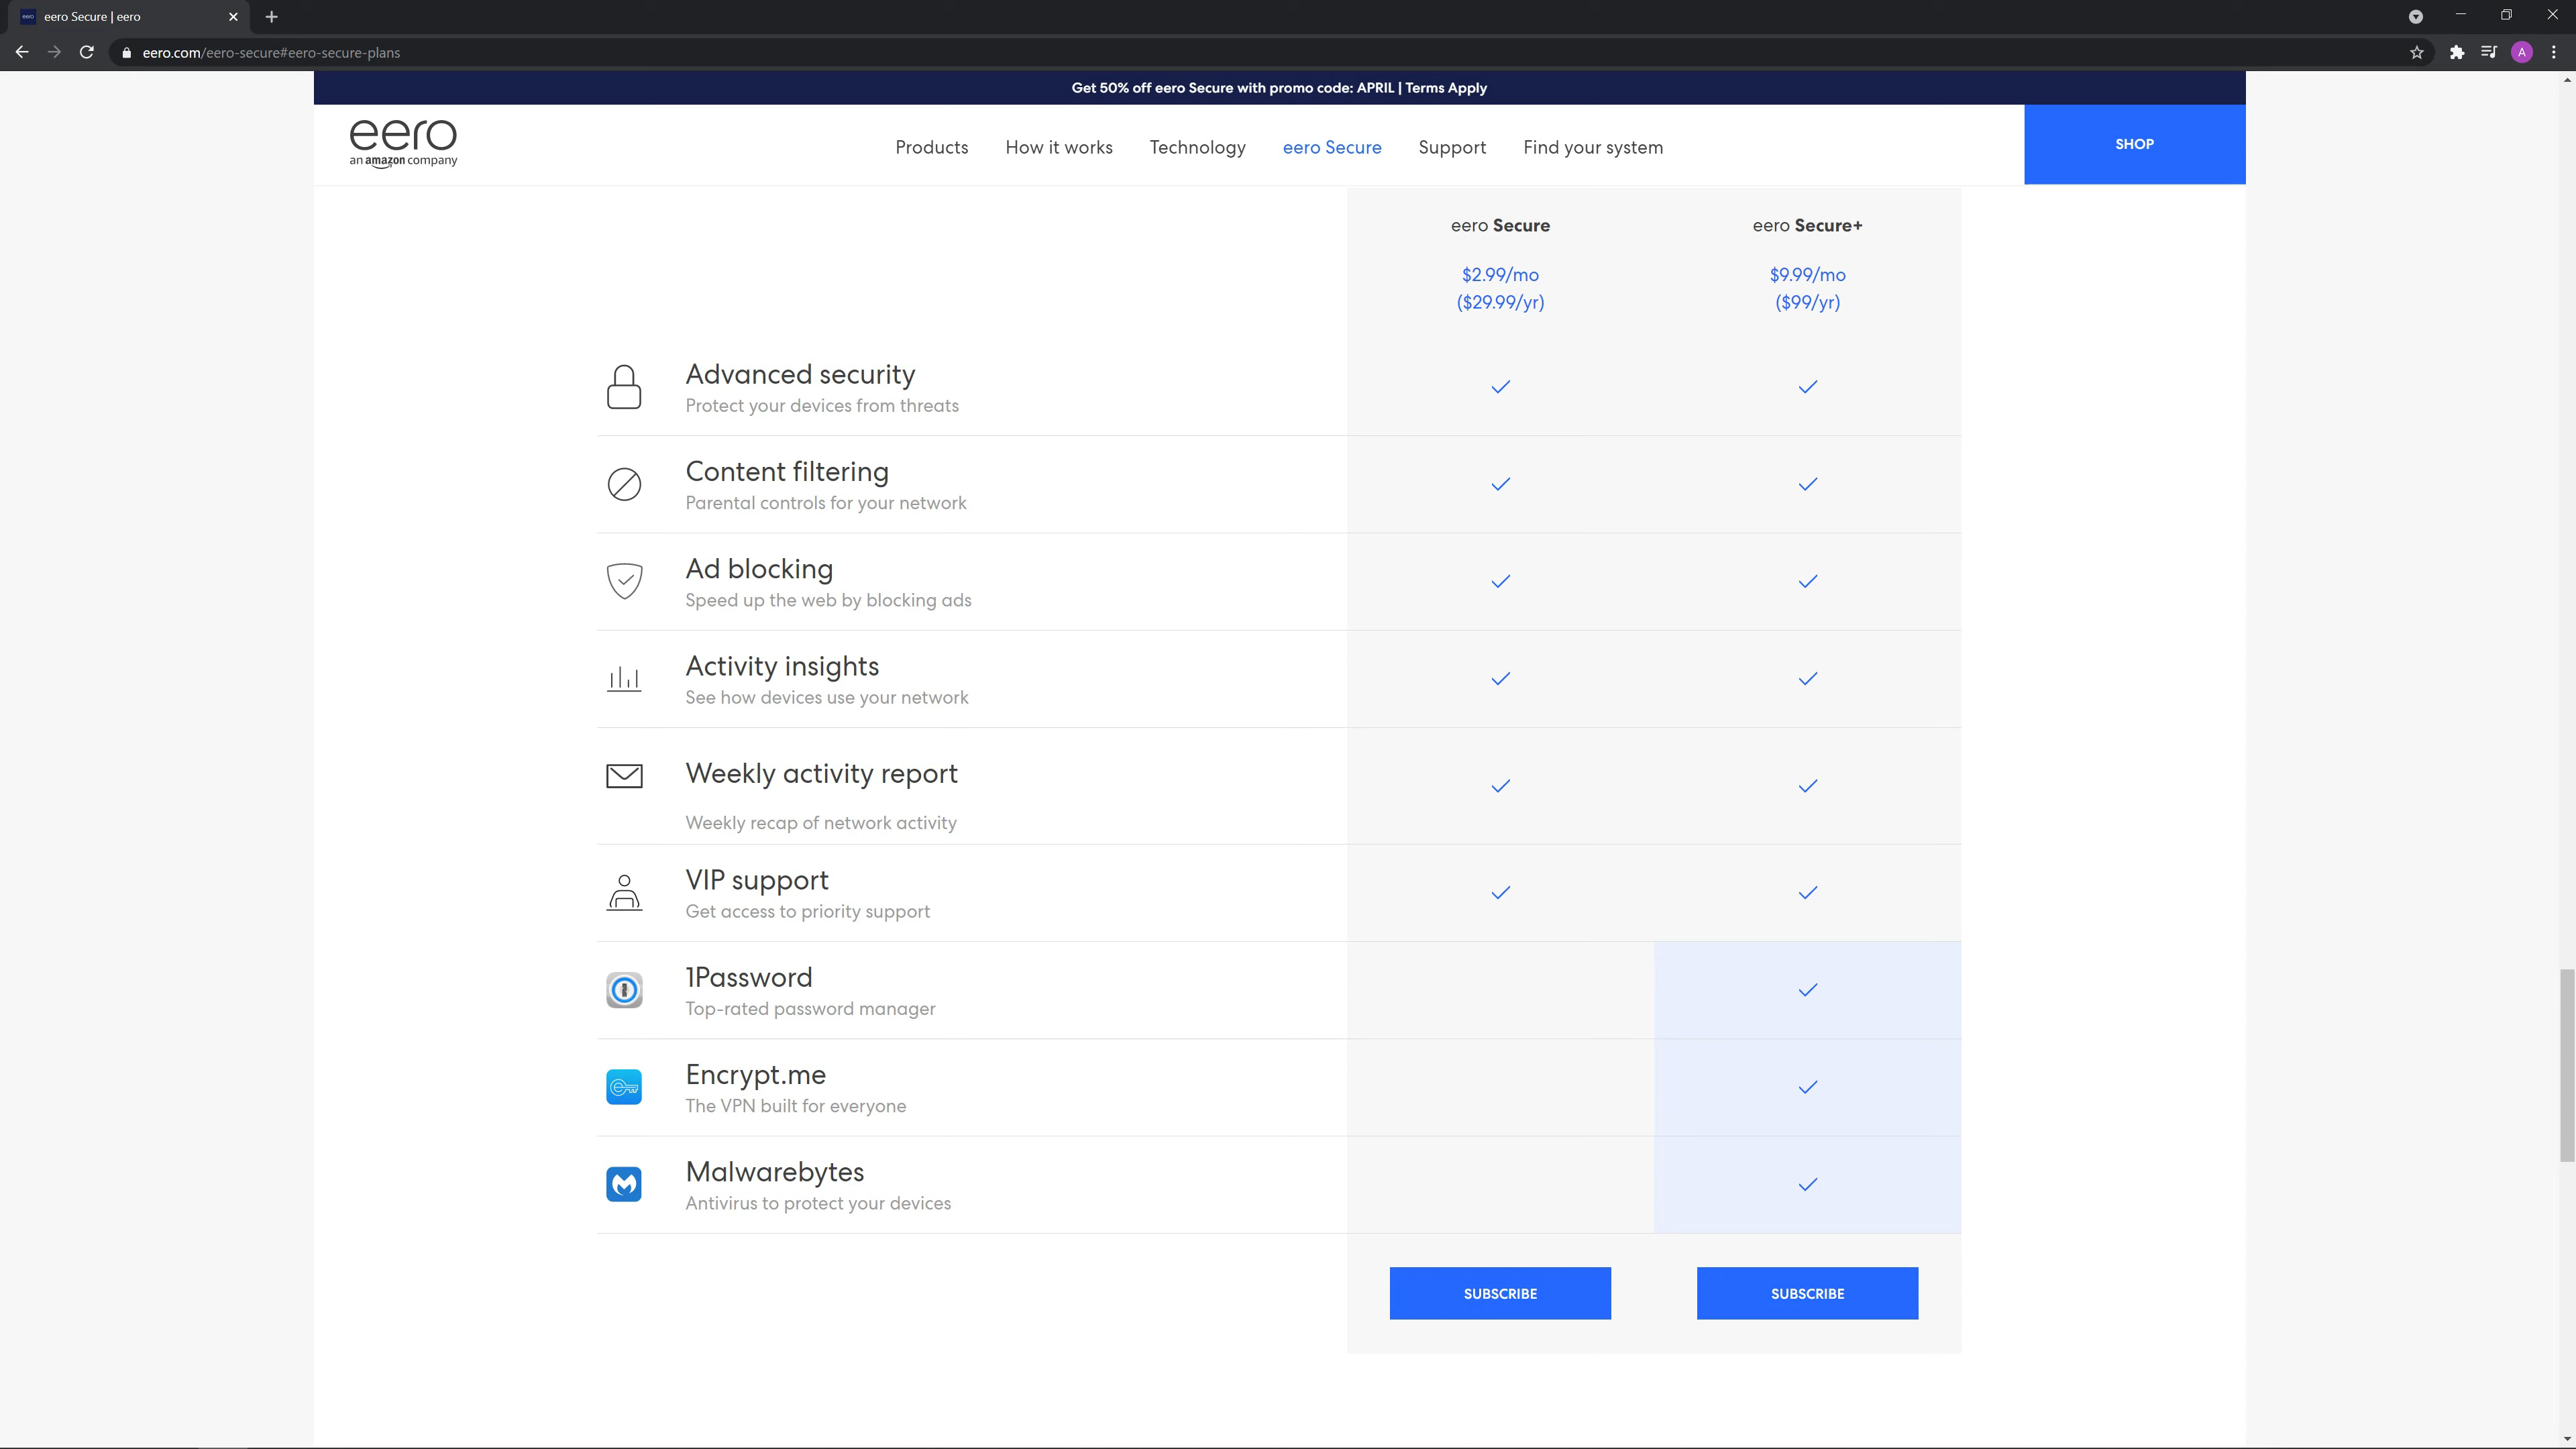 eero Secure | eero
eero.com/eero-secure#eero-secure-plans
A
Get 50% off eero Secure with promo code: APRIL | Terms Apply
eero
an amazon company
Products
How it works
Technology
eero Secure
Support
Find your system
SHOP
eero Secure
eero Secure+
$2.99/mo
($29.99/yr)
$9.99/mo
($99/yr)
Advanced security
Protect your devices from threats
Content filtering
Parental controls for your network
Ad blocking
Speed up the web by blocking ads
Activity insights
See how devices use your network
Weekly activity report
Weekly recap of network activity
VIP support
Get access to priority support
1Password
Top-rated password manager
Encrypt.me
The VPN built for everyone
Malwarebytes
Antivirus to protect your devices
SUBSCRIBE
SUBSCRIBE